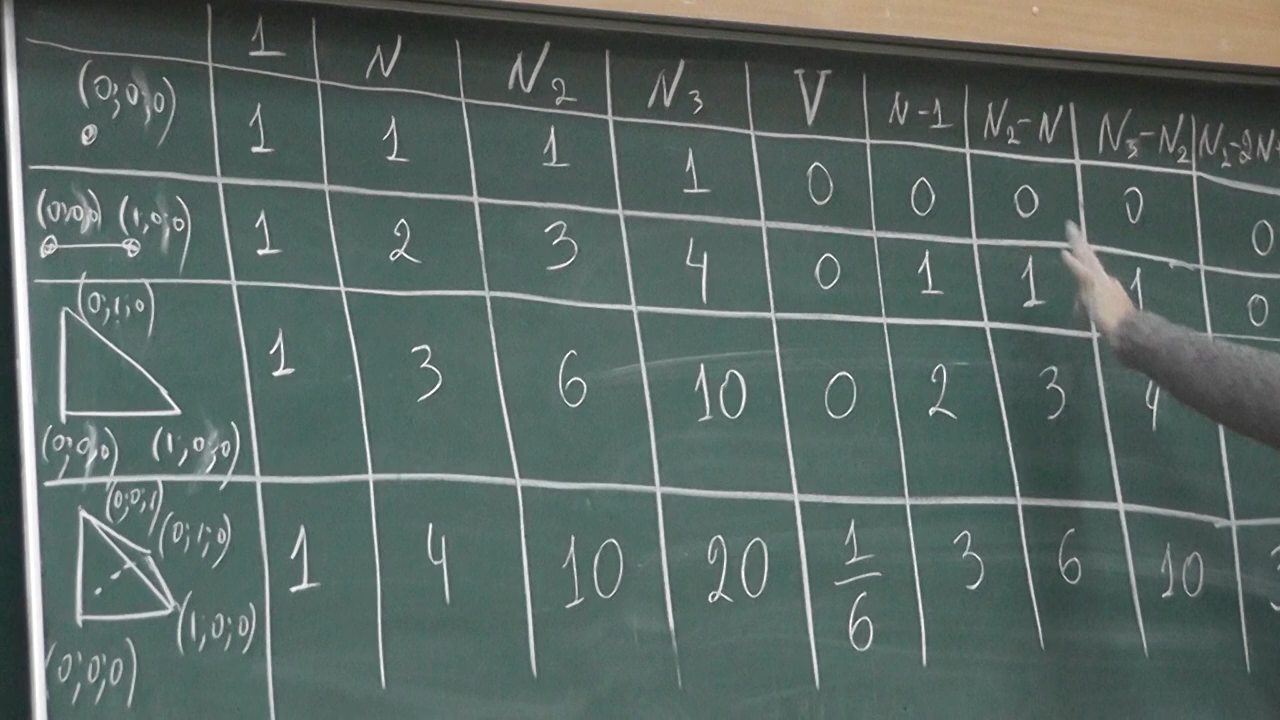 1 N N₂ N₃ V N-1 N₂-N N₃-N₂
(0;0;0) 1 1 1 1 0 0 0 0 0
(0;0;0) (1;0;0) 1 2 3 4 0 1 1 1 0
(0;1;0)
1 3 6 10 0 2 3 4
(0;0;0) (1;0;0)
(0;0;1)
(0;1;0)
1 4 10 20 1/6 3 6 10
(1;0;0)
(0;0;0)